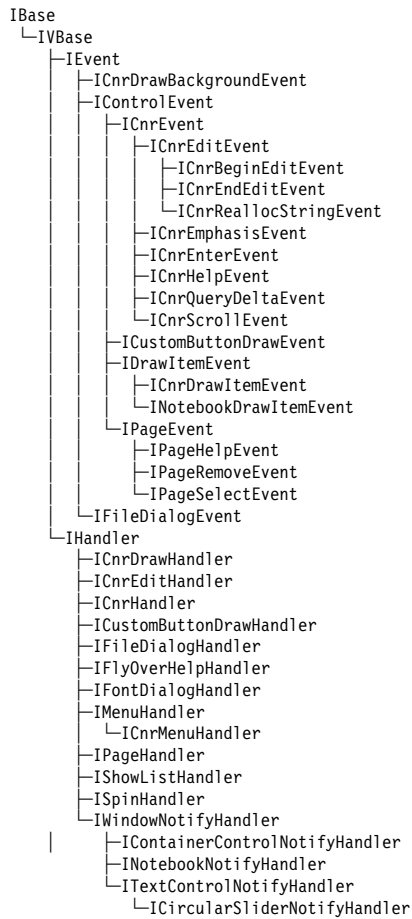 IBase
IVBase
IEvent
ICnrDrawBackgroundEvent
IControlEvent
ICnrEvent
ICnrEditEvent
ICnrBeginEditEvent
ICnrEndEditEvent
ICnrReallocStringEvent
ICnrEmphasisEvent
ICnrEnterEvent
ICnrHelpEvent
ICnrQueryDeltaEvent
ICnrScrollEvent
ICustomButtonDrawEvent
IDrawItemEvent
ICnrDrawItemEvent
INotebookDrawItemEvent
IPageEvent
IPageHelpEvent
IPageRemoveEvent
IPageSelectEvent
IFileDialogEvent
IHandler
ICnrDrawHandler
ICnrEditHandler
ICnrHandler
ICustomButtonDrawHandler
IFileDialogHandler
IFlyOverHelpHandler
IFontDialogHandler
IMenuHandler
ICnrMenuHandler
IPageHandler
IShowListHandler
ISpinHandler
IWindowNotifyHandler
IContainerControlNotifyHandler
INotebookNotifyHandler
ITextControlNotifyHandler
ICircularSliderNotifyHandler